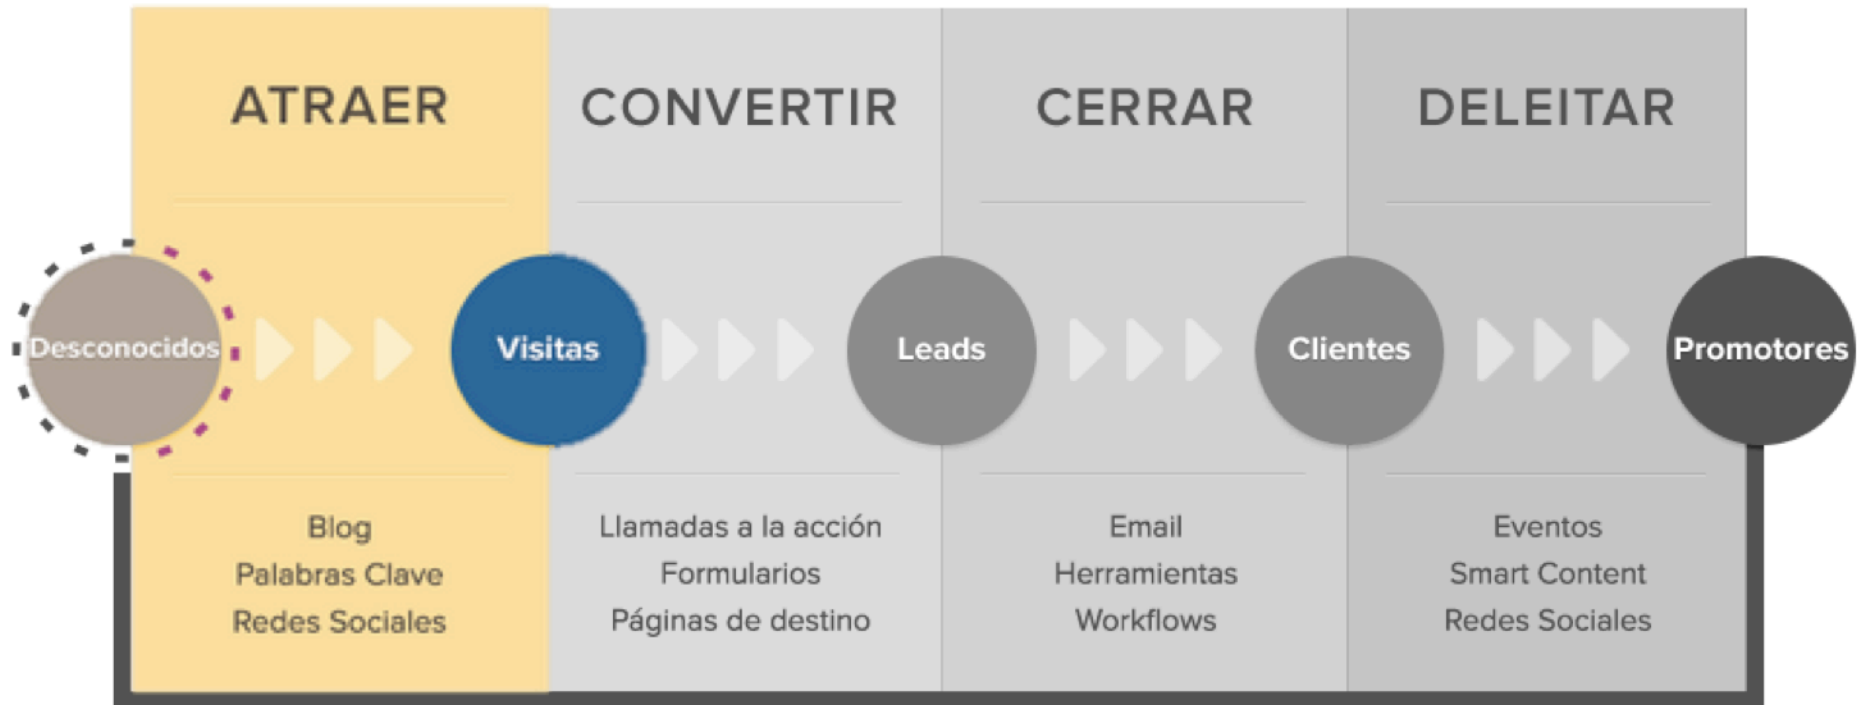 ATRAER
CONVERTIR
CERRAR
DELEITAR
Desconocidos
Visitas
Leads
Clientes
Promotores
Blog
Palabras Clave
Redes Sociales
Llamadas a la acción
Formularios
Páginas de destino
Email
Herramientas
Workflows
Eventos
Smart Content
Redes Sociales